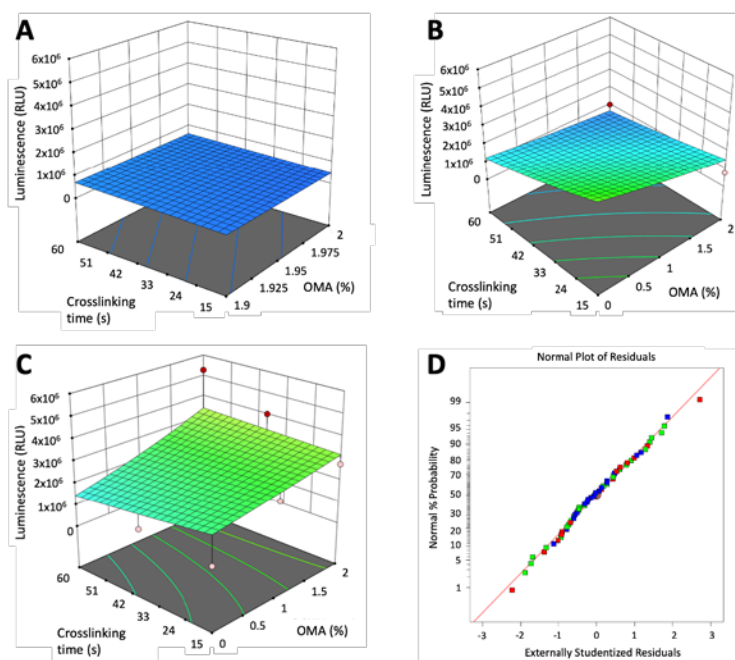 A
Luminescence (RLU)
6x10⁶
5x10⁶
4x10⁶
3x10⁶
2x10⁶
1x10⁶
0
60
51
42
33
24
15
1.9
1.925
1.95
1.975
2
Crosslinking
time (s)
OMA (%)
B
Luminescence (RLU)
6x10⁶
5x10⁶
4x10⁶
3x10⁶
2x10⁶
1x10⁶
0
60
51
42
33
24
15
0
0.5
1
1.5
2
Crosslinking
time (s)
OMA (%)
C
Luminescence (RLU)
6x10⁶
5x10⁶
4x10⁶
3x10⁶
2x10⁶
1x10⁶
0
60
51
42
33
24
15
0
0.5
1
1.5
2
Crosslinking
time (s)
OMA (%)
D
Normal Plot of Residuals
Normal % Probability
99
95
90
80
70
50
30
20
10
5
1
-3
-2
-1
0
1
2
3
Externally Studentized Residuals